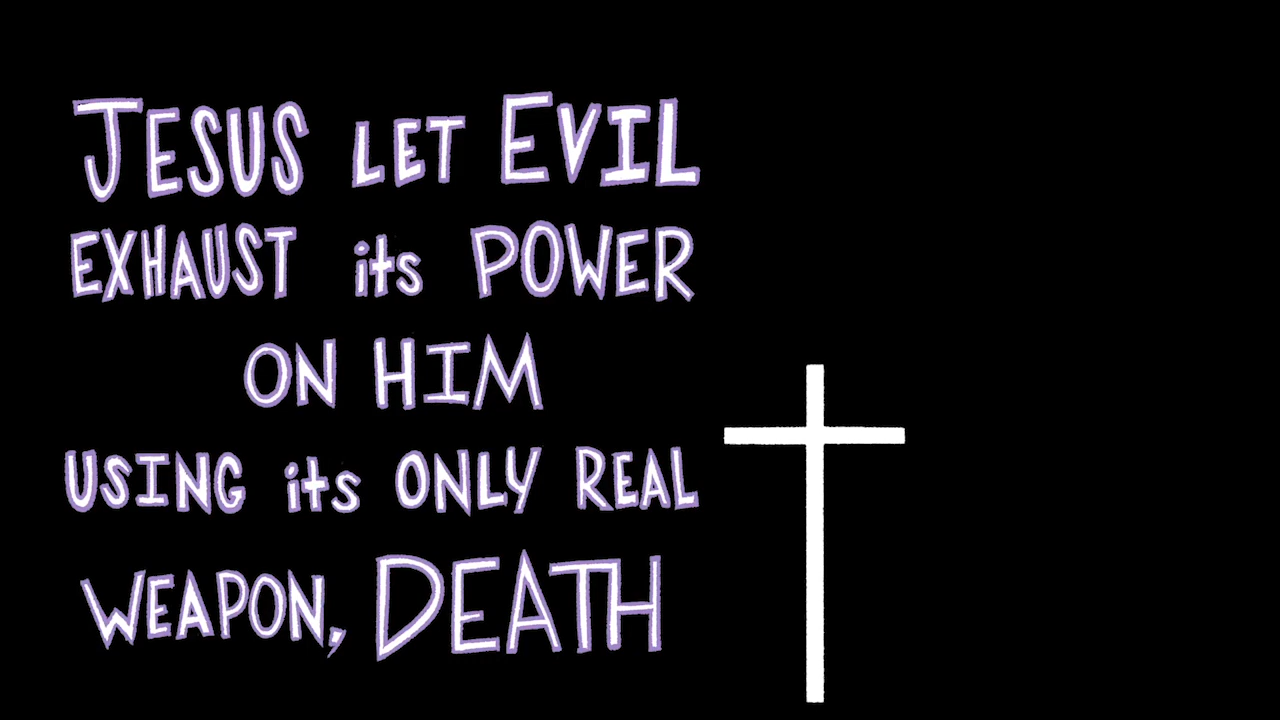 JESUS LET EVIL
EXHAUST its POWER
ON HIM
USING its ONLY REAL
WEAPON, DEATH